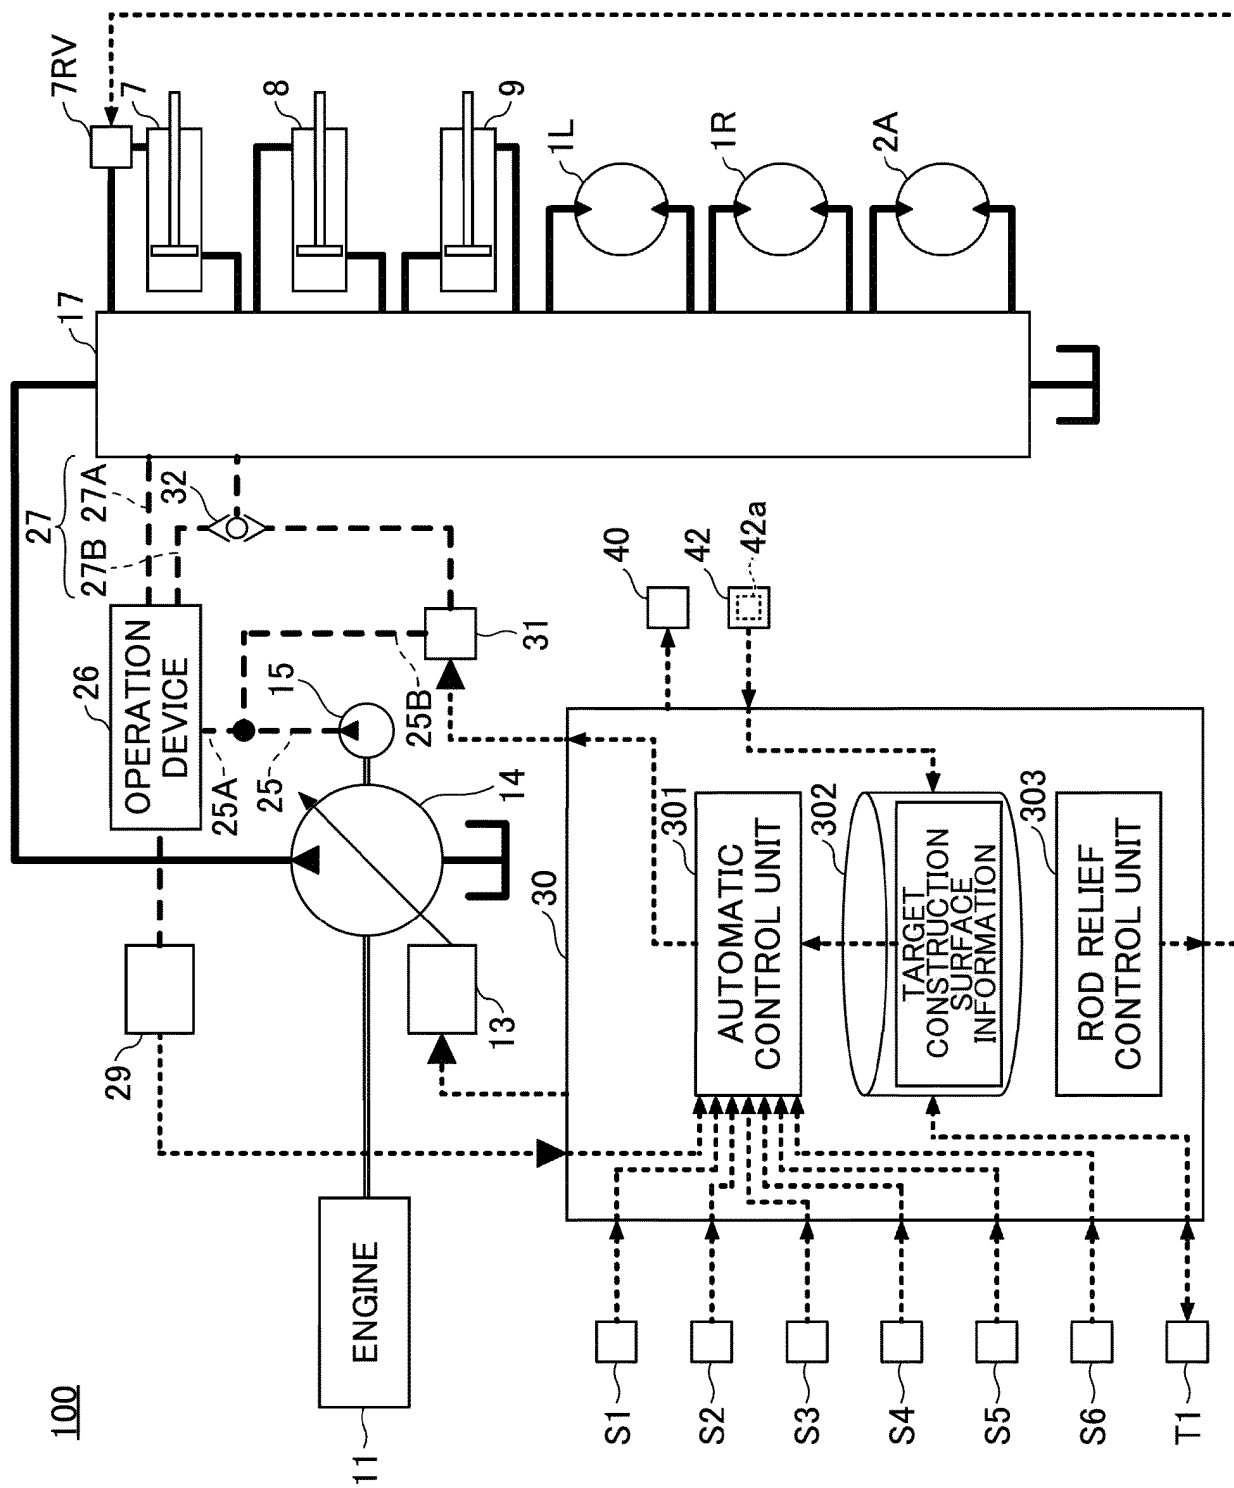 100
11
ENGINE
29
13
14
15
25
25A
25B
26
OPERATION
DEVICE
27
27A
27B
32
31
17
7RV
7
8
9
1L
1R
2A
30
40
42
42a
301
AUTOMATIC
CONTROL UNIT
302
TARGET
CONSTRUCTION
SURFACE
INFORMATION
303
ROD RELIEF
CONTROL UNIT
S1
S2
S3
S4
S5
S6
T1